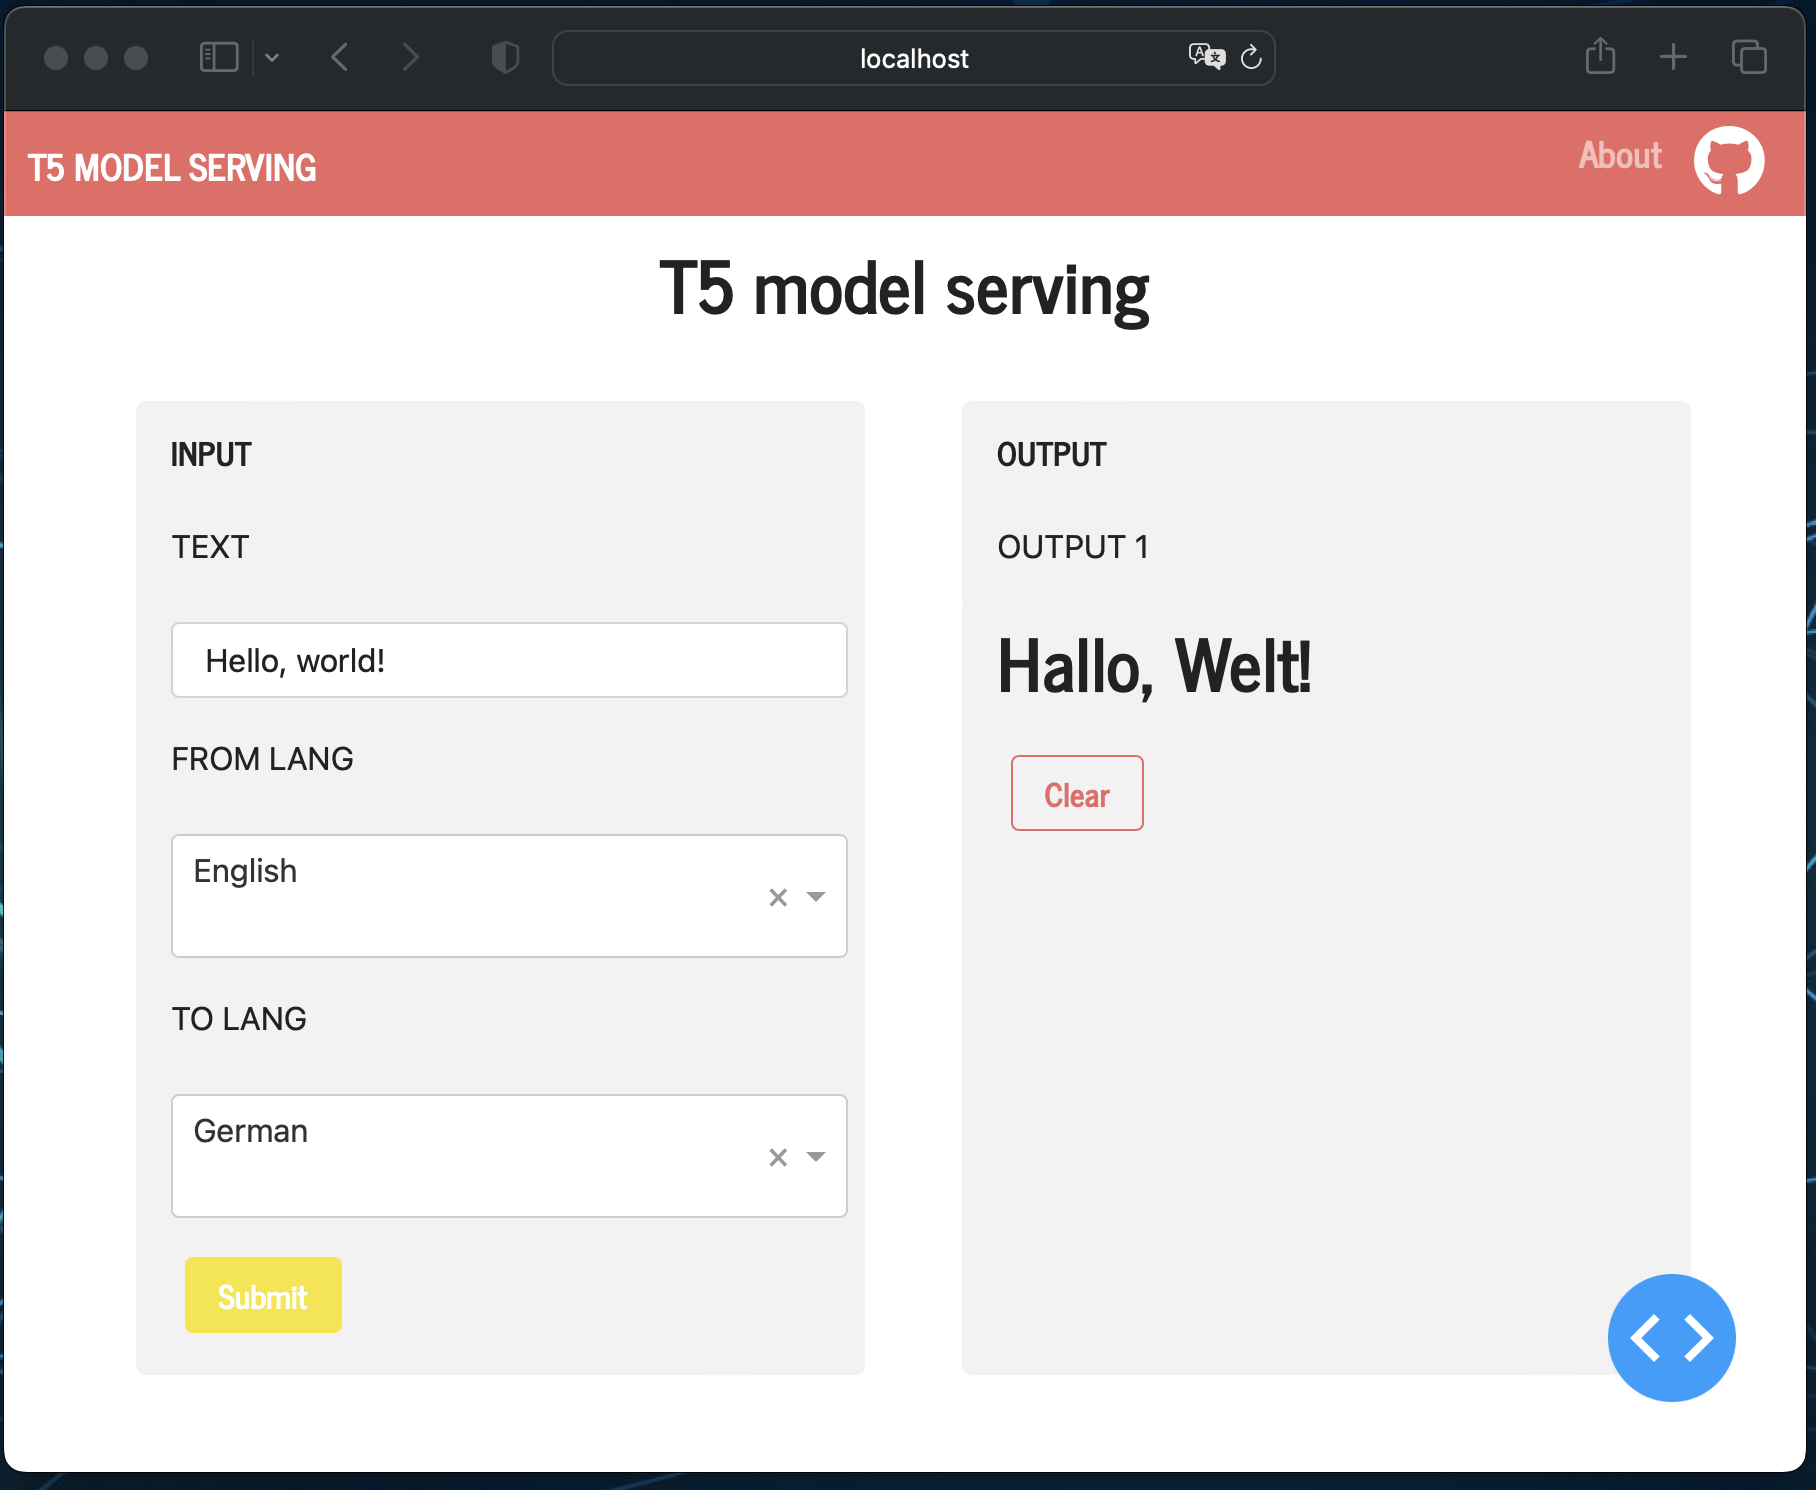 localhost
T5 MODEL SERVING
About
T5 model serving
INPUT
TEXT
Hello, world!
FROM LANG
English
TO LANG
German
Submit
OUTPUT
OUTPUT 1
Hallo, Welt!
Clear